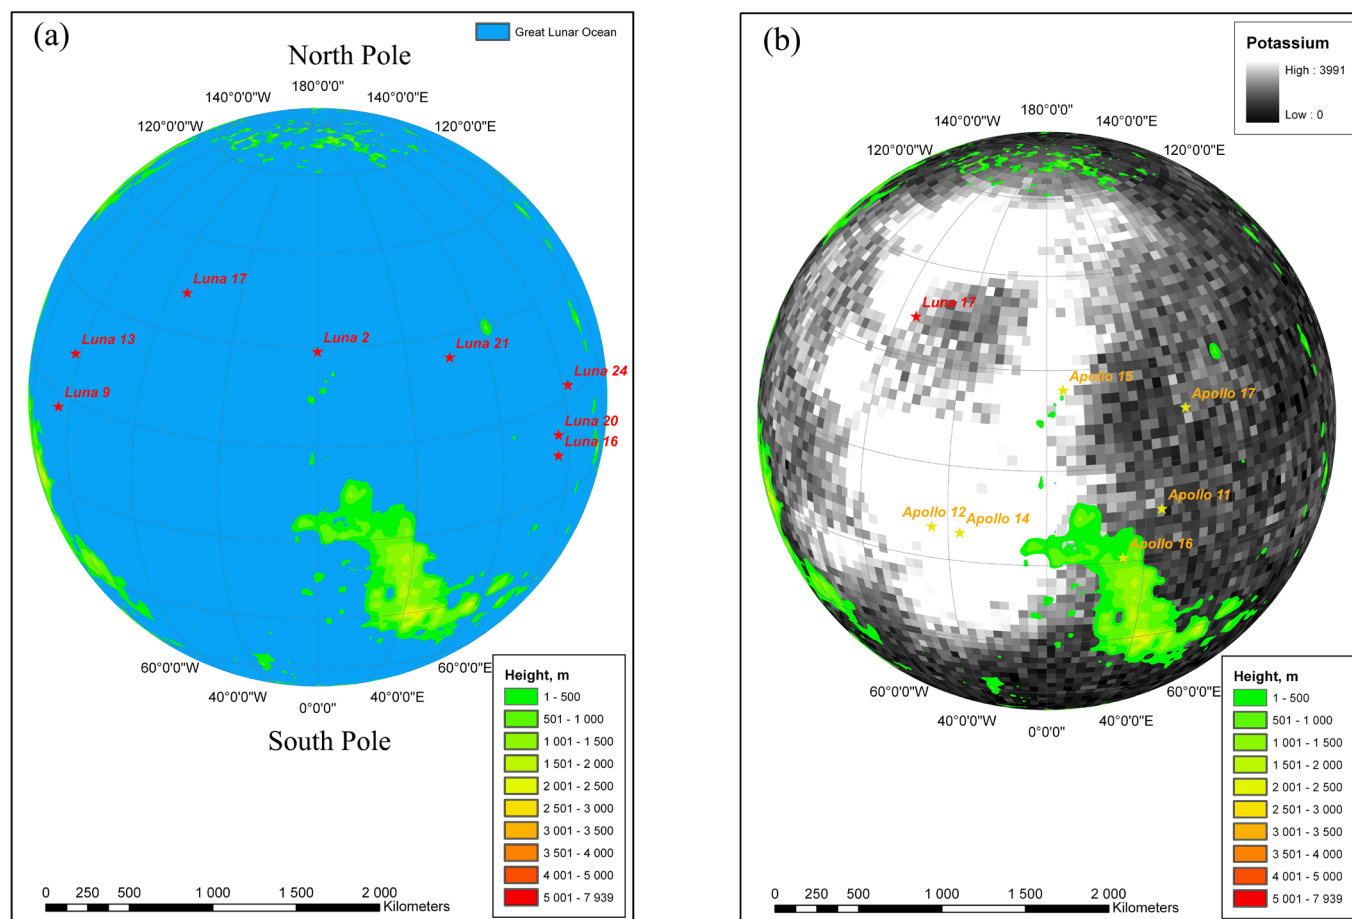 (a)
Great Lunar Ocean
North Pole
180°0'0"
140°0'0"W
140°0'0"E
120°0'0"W
120°0'0"E
Luna 17
Luna 13
Luna 2
Luna 21
Luna 24
Luna 9
Luna 20
Luna 16
60°0'0"W
60°0'0"E
40°0'0"W
40°0'0"E
0°0'0"
South Pole
Height, m
1 - 500
501 - 1 000
1 001 - 1 500
1 501 - 2 000
2 001 - 2 500
2 501 - 3 000
3 001 - 3 500
3 501 - 4 000
4 001 - 5 000
5 001 - 7 939
0 250 500 1 000 1 500 2 000
Kilometers
(b)
Potassium
High : 3991
Low : 0
180°0'0"
140°0'0"W
140°0'0"E
120°0'0"W
120°0'0"E
Luna 17
Apollo 15
Apollo 17
Apollo 11
Apollo 12
Apollo 14
Apollo 16
60°0'0"W
60°0'0"E
40°0'0"W
40°0'0"E
0°0'0"
Height, m
1 - 500
501 - 1 000
1 001 - 1 500
1 501 - 2 000
2 001 - 2 500
2 501 - 3 000
3 001 - 3 500
3 501 - 4 000
4 001 - 5 000
5 001 - 7 939
0 250 500 1 000 1 500 2 000
Kilometers